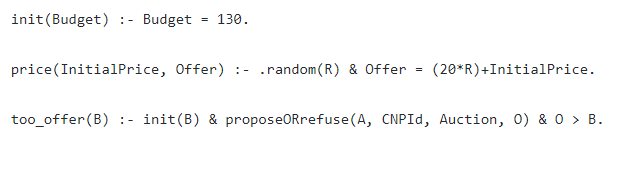 init(Budget) :- Budget = 130.
price(InitialPrice, Offer) :- .random(R) & Offer = (20*R)+InitialPrice.
too_offer(B) :- init(B) & proposeORrefuse(A, CNPId, Auction, O) & O > B.